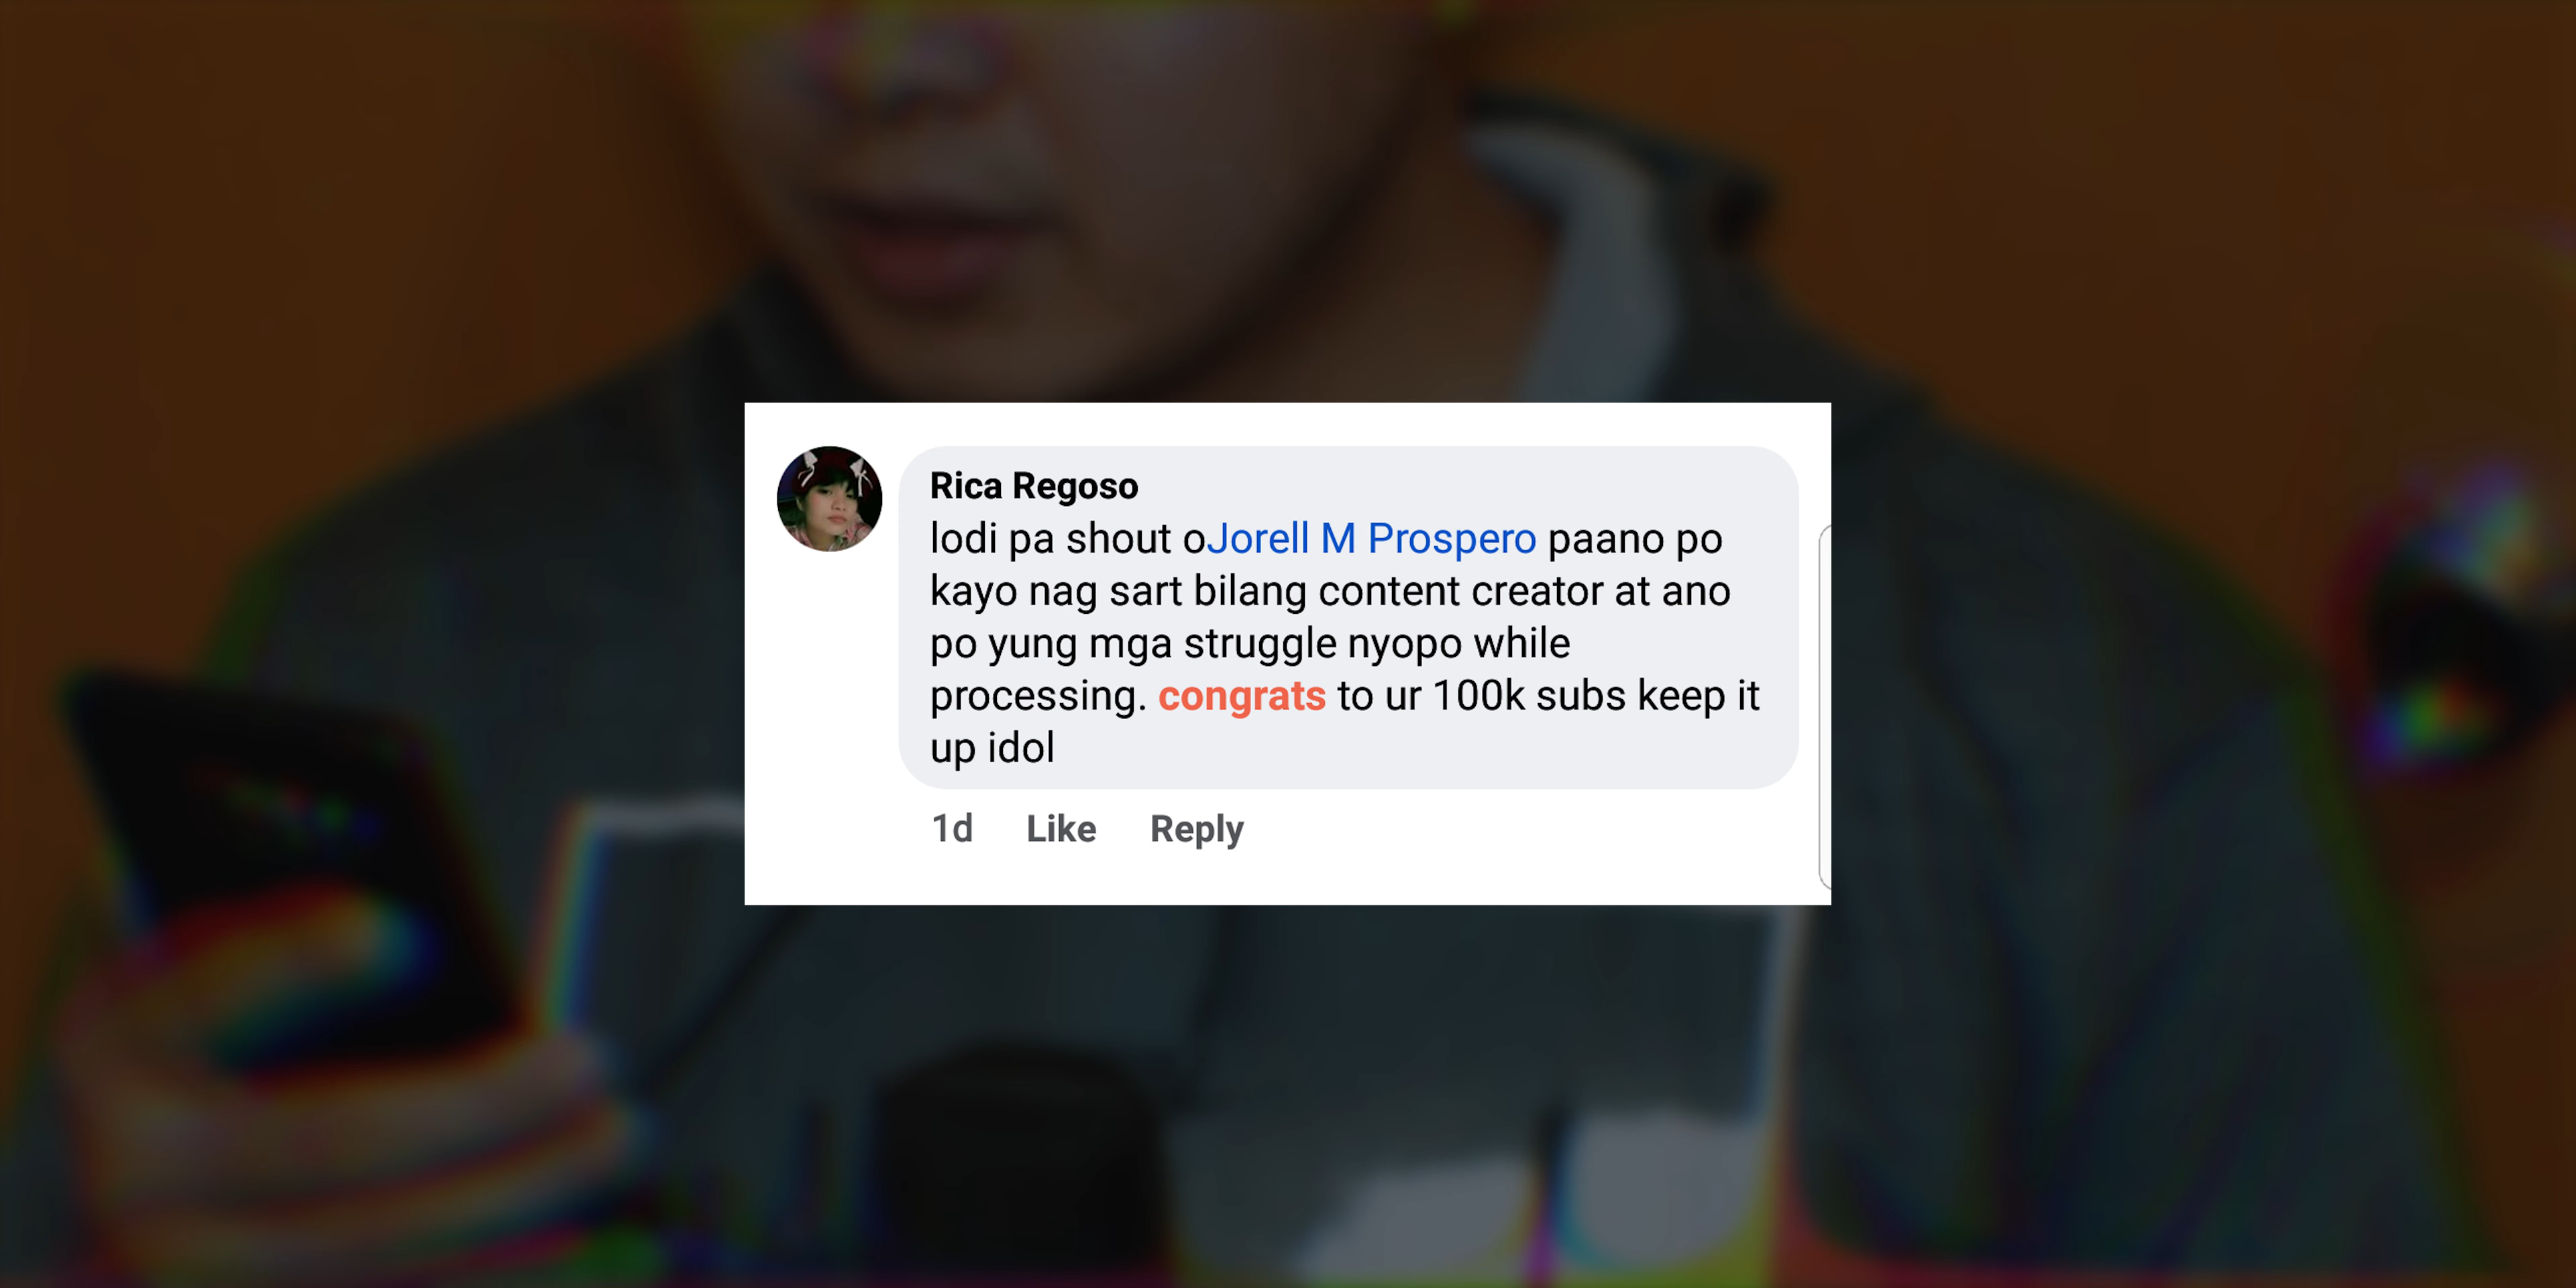 Rica Regoso
lodi pa shout oJorell M Prospero paano po
kayo nag sart bilang content creator at ano
po yung mga struggle nyopo while
processing. congrats to ur 100k subs keep it
up idol
1d Like Reply